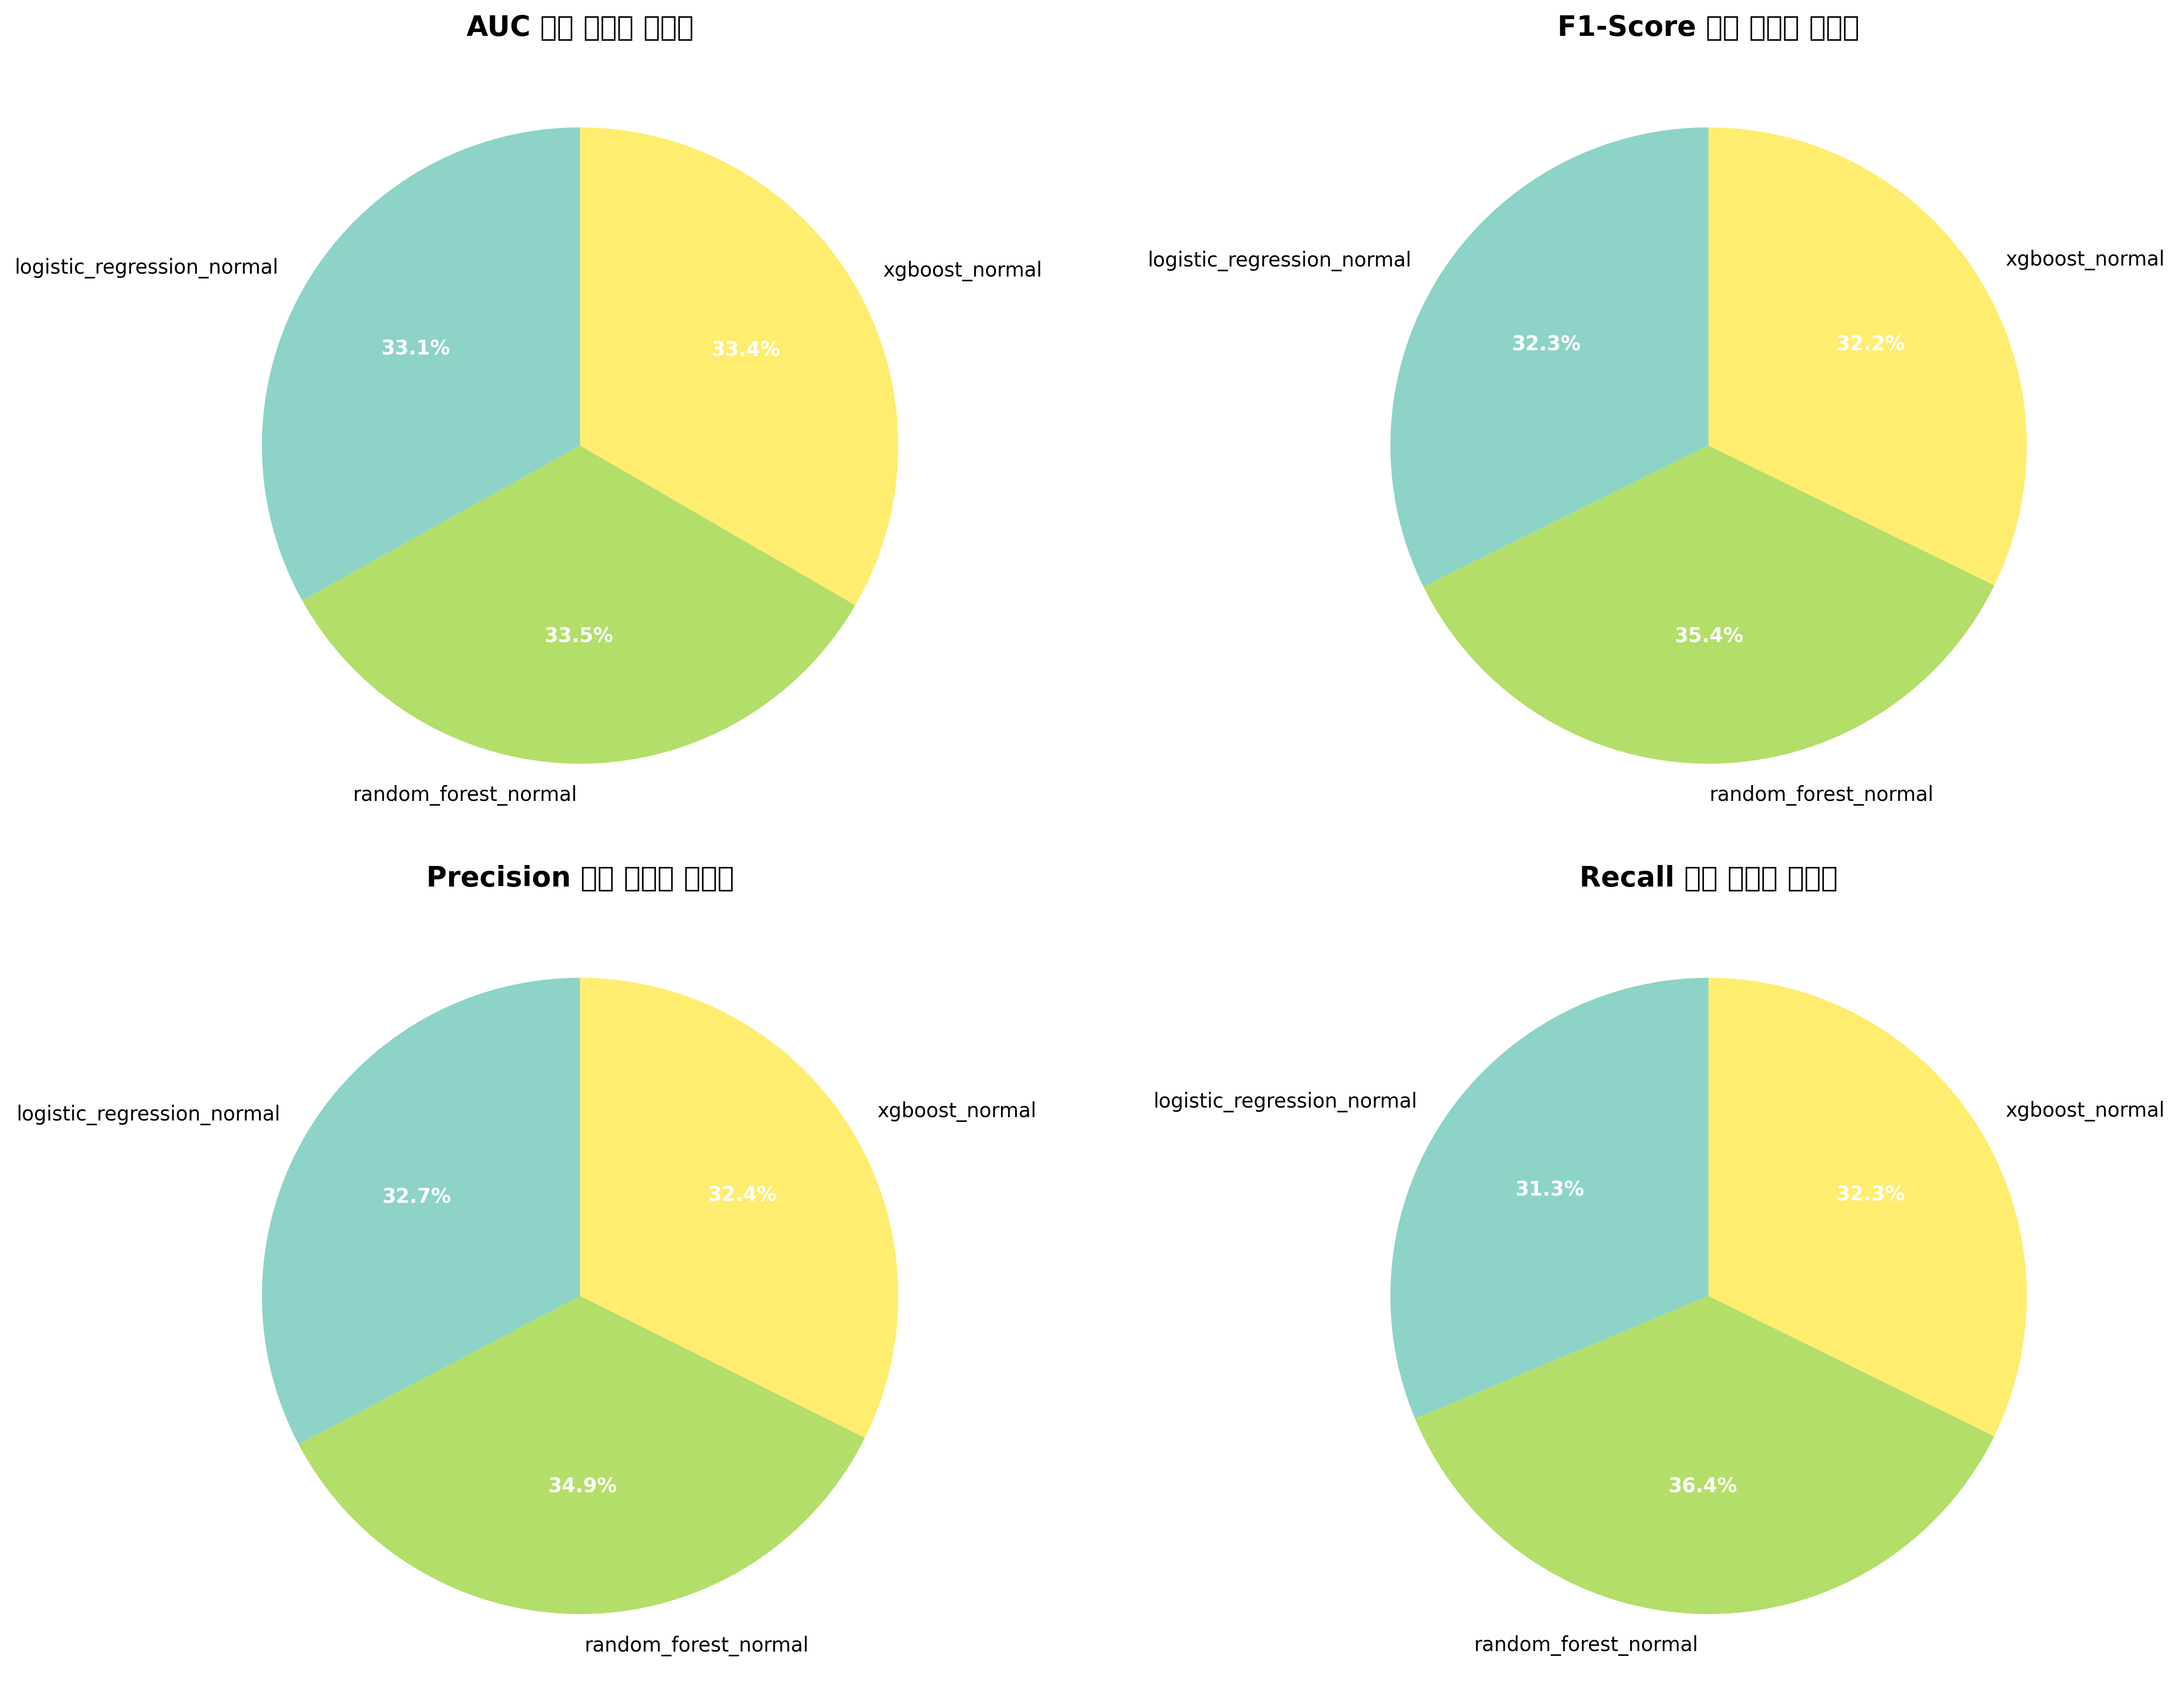 AUC
F1-Score
logistic_regression_normal
xgboost_normal
33.1%
33.4%
33.5%
random_forest_normal
logistic_regression_normal
xgboost_normal
32.3%
32.2%
35.4%
random_forest_normal
Precision
Recall
logistic_regression_normal
xgboost_normal
32.7%
32.4%
34.9%
random_forest_normal
logistic_regression_normal
xgboost_normal
31.3%
32.3%
36.4%
random_forest_normal